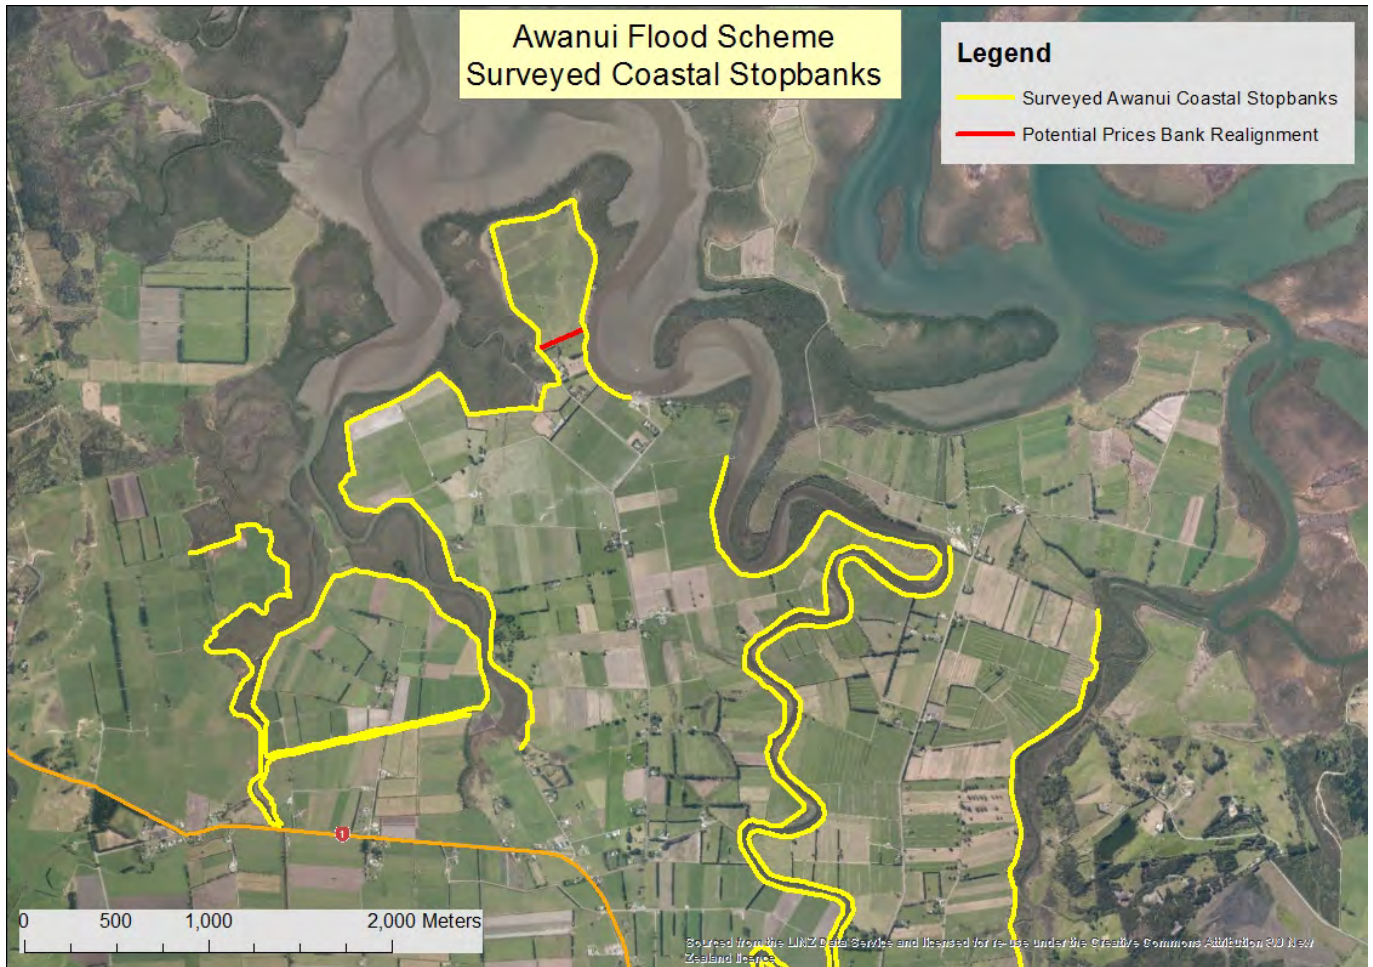 Awanui Flood Scheme
Surveyed Coastal Stopbanks
Legend
Surveyed Awanui Coastal Stopbanks
Potential Prices Bank Realignment
1
0 500 1,000 2,000 Meters
Sourced from the LINZ Data Service and licensed for re-use under the Creative Commons Attribution 3.0 New
Zealand licence